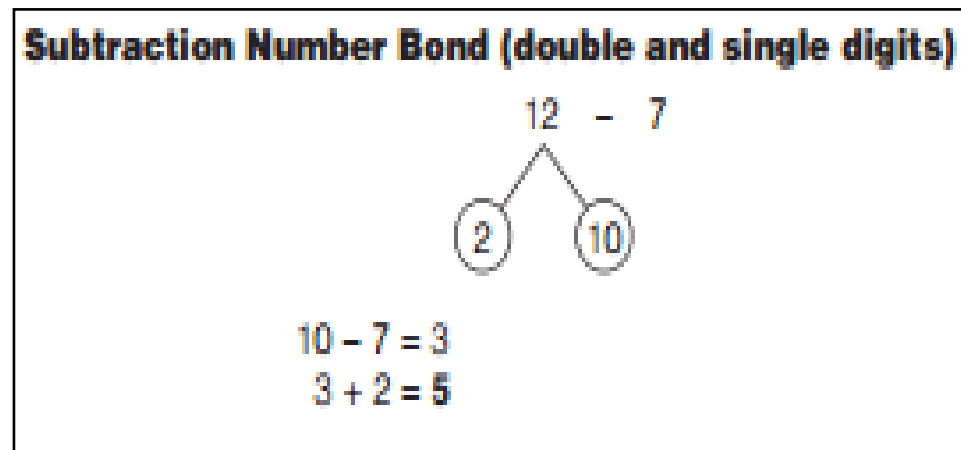 Subtraction Number Bond (double and single digits)
12 – 7
2 10
10 – 7 = 3
3 + 2 = 5